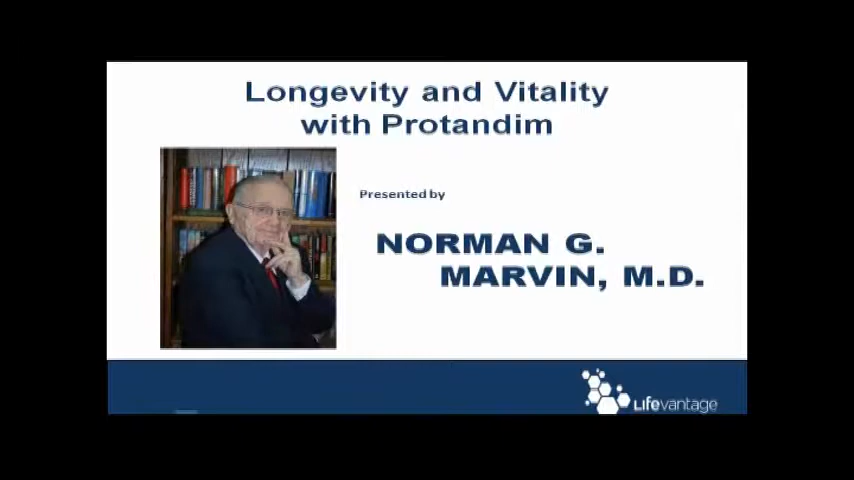 Longevity and Vitality
with Protandim
Presented by
NORMAN G.
MARVIN, M.D.
Lifevantage